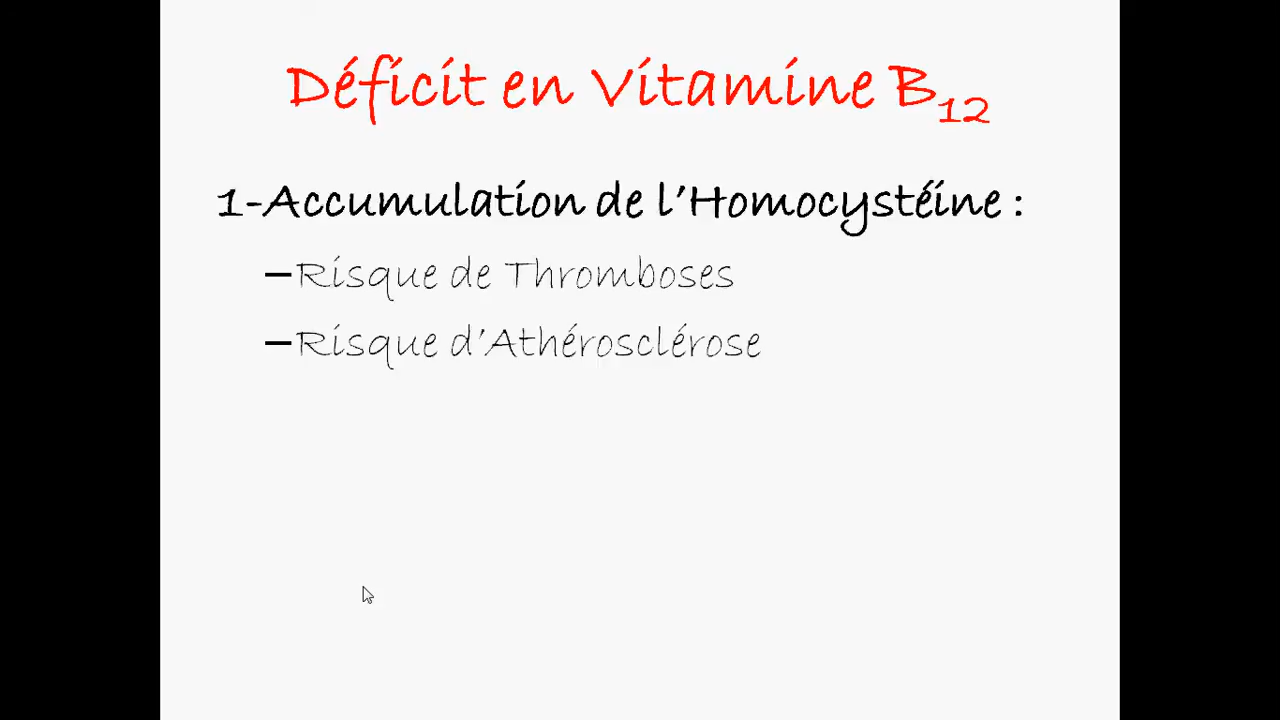 Déficit en Vitamine B12
1-Accumulation de l’Homocystéine :
–Risque de Thromboses
–Risque d’Athérosclérose